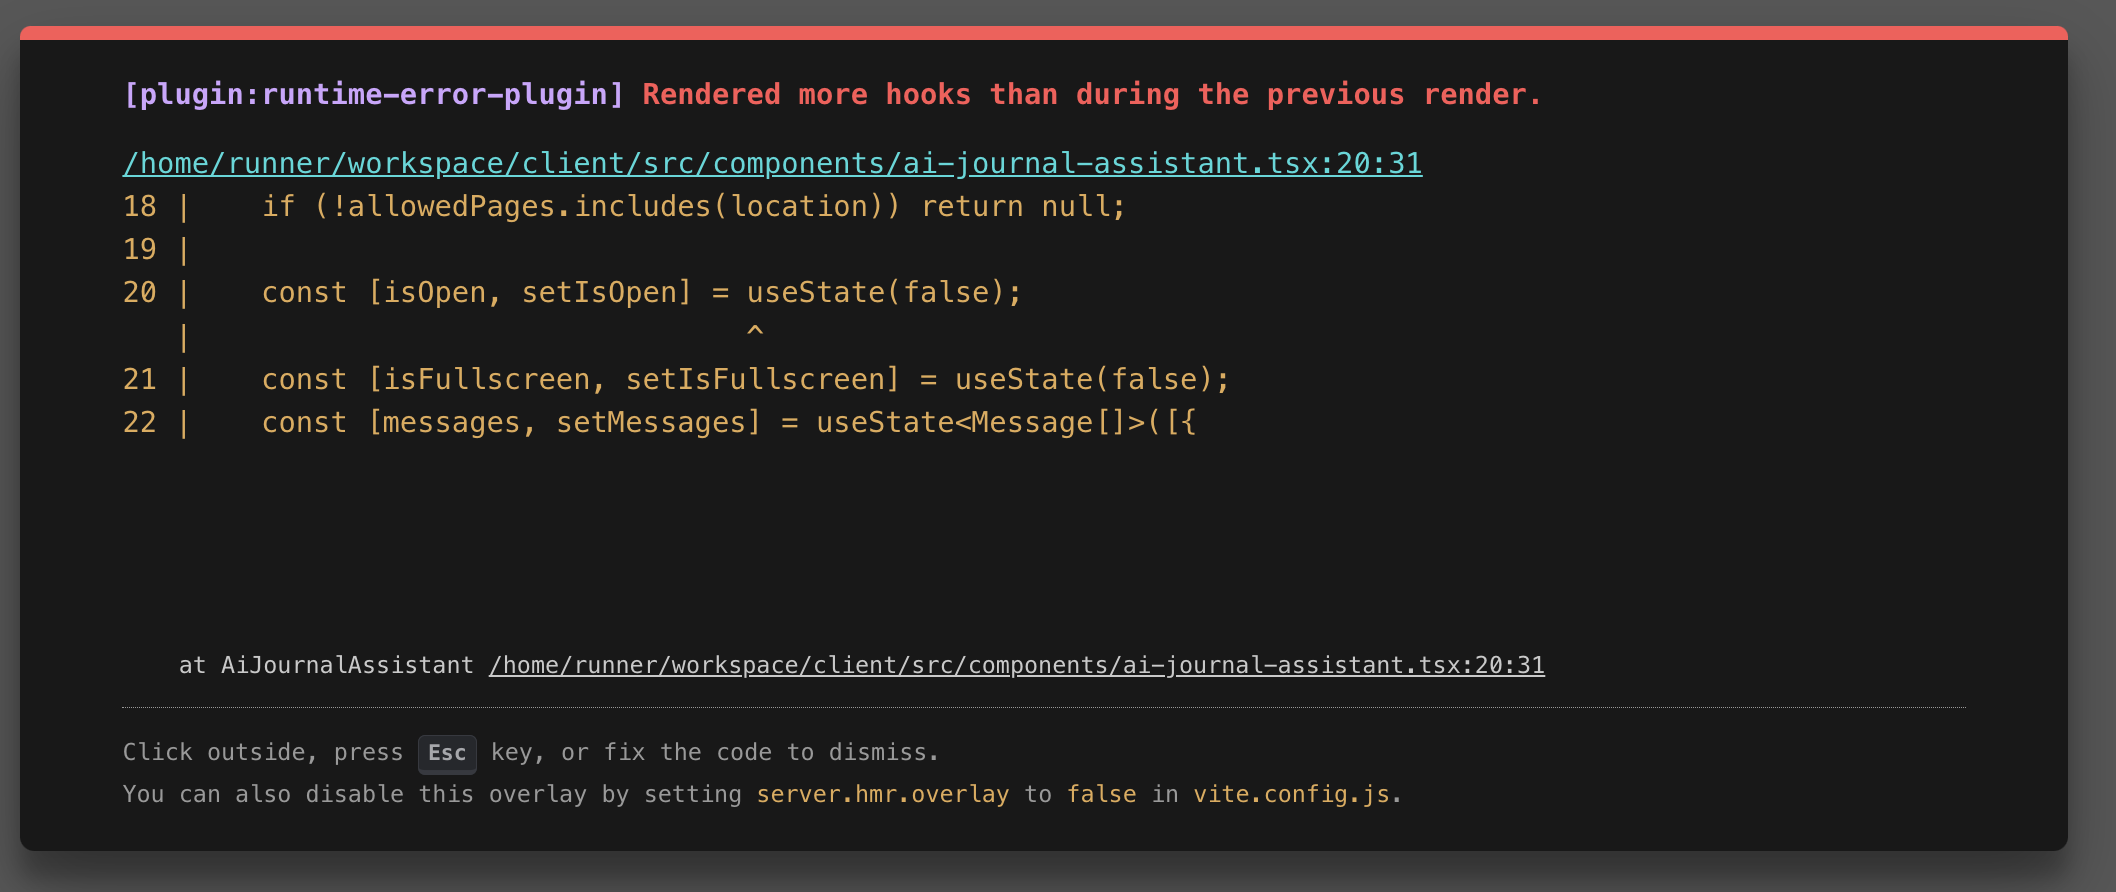 [plugin:runtime-error-plugin] Rendered more hooks than during the previous render.
/home/runner/workspace/client/src/components/ai-journal-assistant.tsx:20:31
18 |    if (!allowedPages.includes(location)) return null;
19 |
20 |    const [isOpen, setIsOpen] = useState(false);
   |                                ^
21 |    const [isFullscreen, setIsFullscreen] = useState(false);
22 |    const [messages, setMessages] = useState<Message[]>([{
    at AiJournalAssistant /home/runner/workspace/client/src/components/ai-journal-assistant.tsx:20:31
Click outside, press Esc key, or fix the code to dismiss.
You can also disable this overlay by setting server.hmr.overlay to false in vite.config.js.